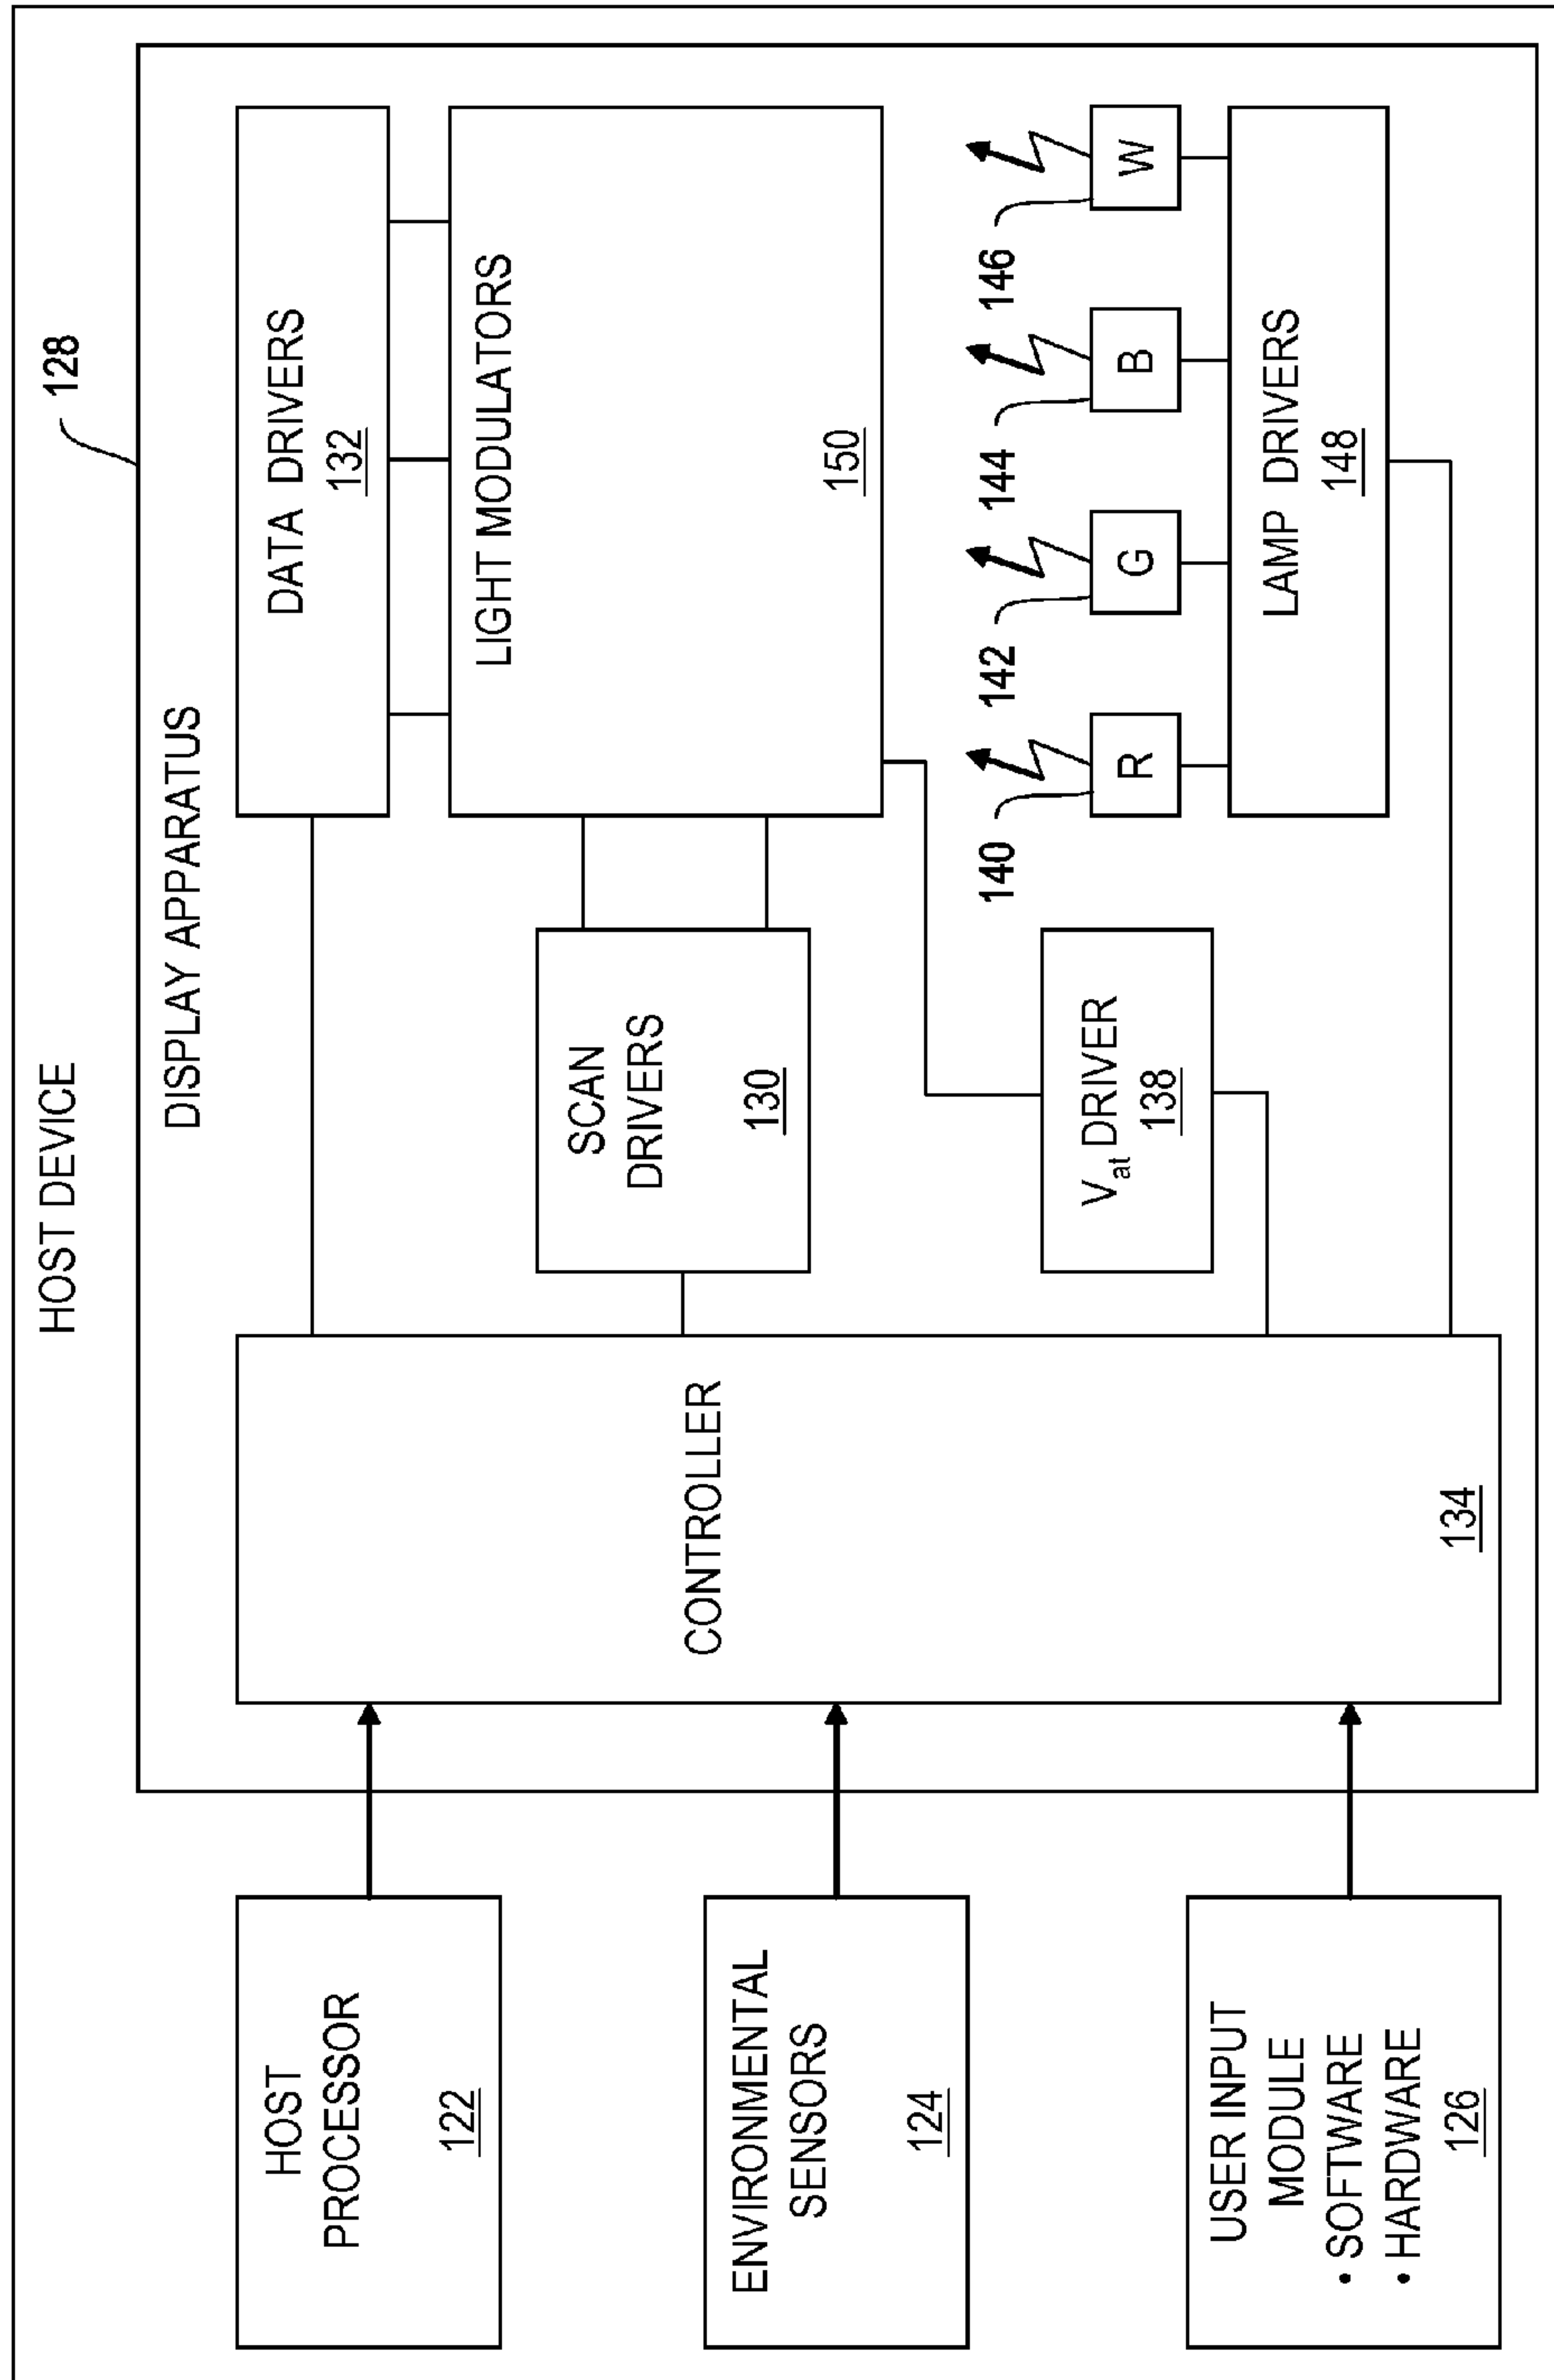 HOST DEVICE
128
DISPLAY APPARATUS
HOST
PROCESSOR
122
ENVIRONMENTAL
SENSORS
124
USER INPUT
MODULE
• SOFTWARE
• HARDWARE
126
CONTROLLER
134
SCAN
DRIVERS
130
Vat DRIVER
138
DATA DRIVERS
132
LIGHT MODULATORS
150
140
142
144
146
R
G
B
W
LAMP DRIVERS
148